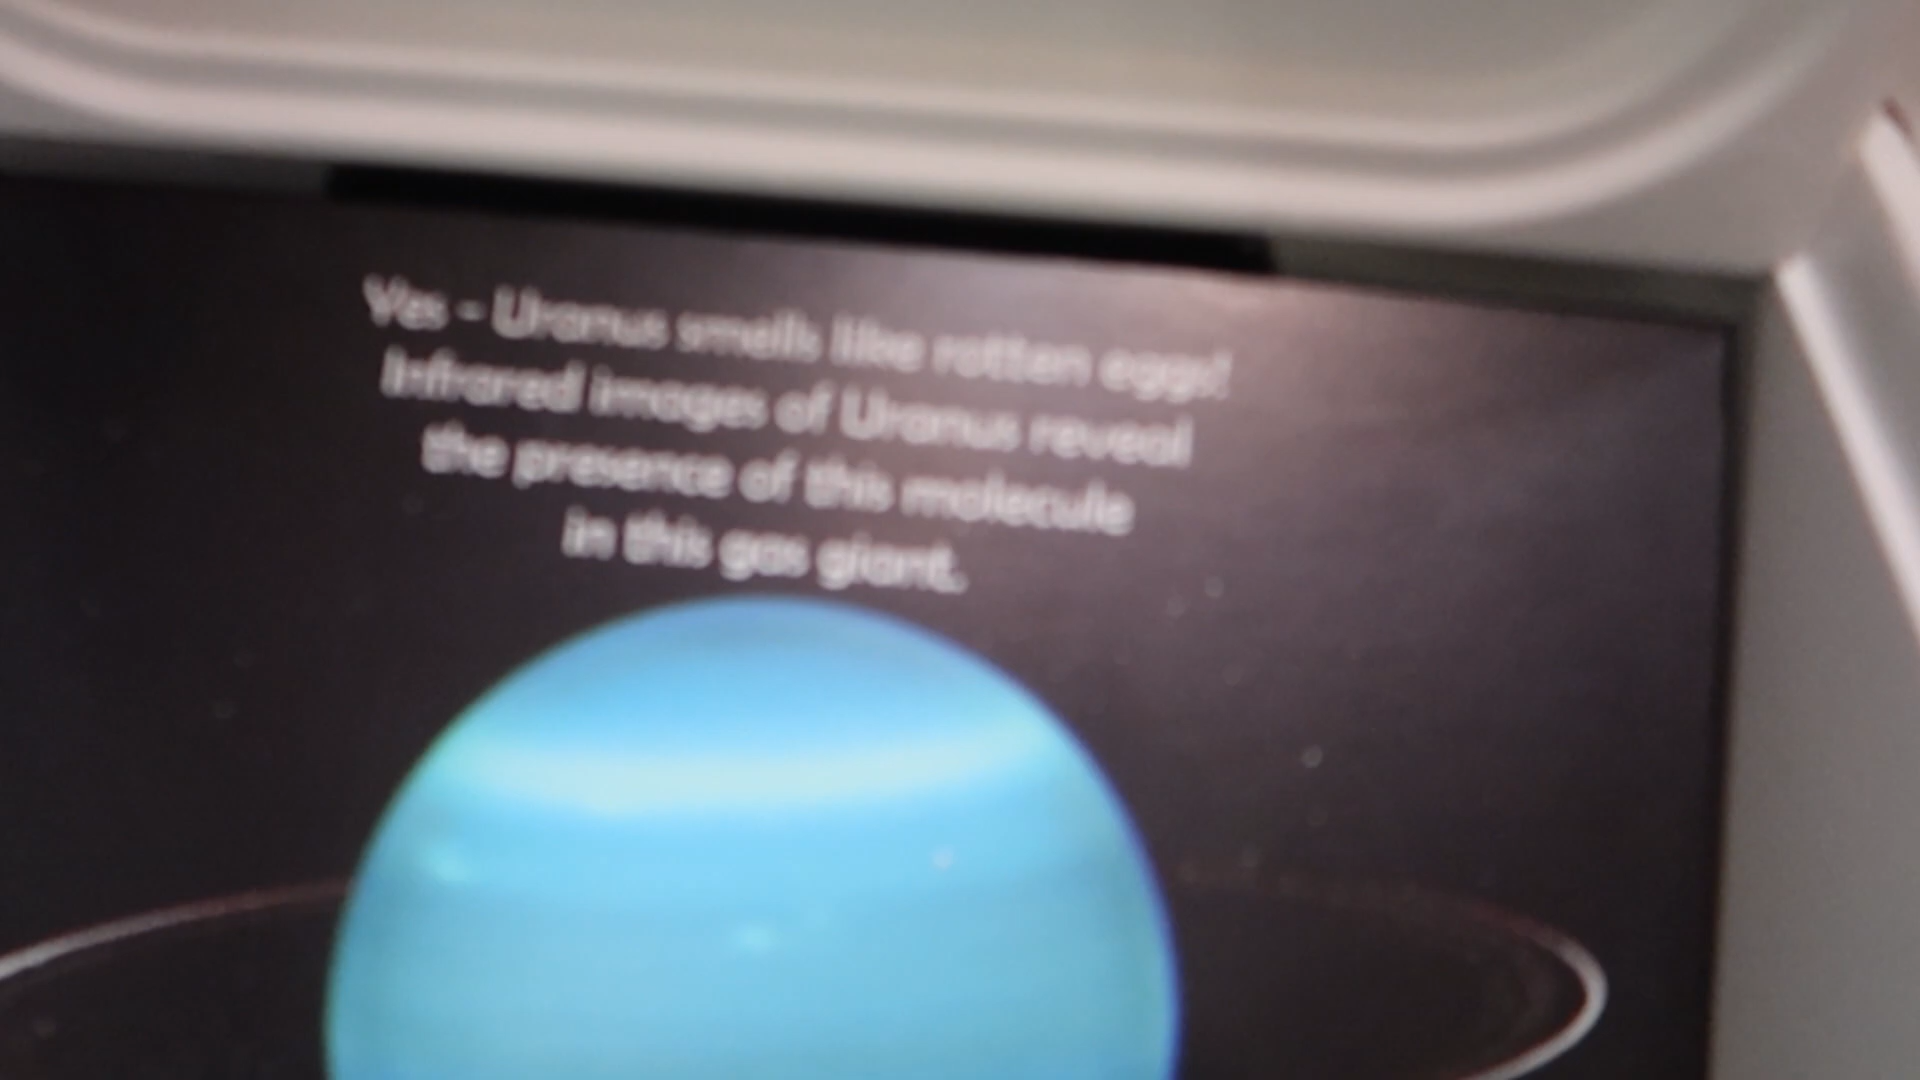 Yes - Uranus smells like rotten eggs!
Infrared images of Uranus reveal
the presence of this molecule
in this gas giant.